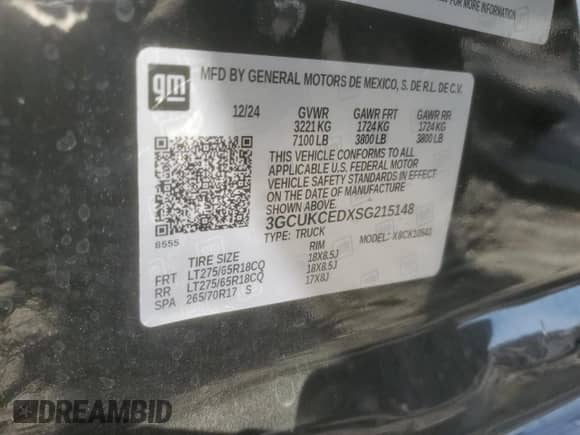 FOR MORE INFORMATION
gm
MFD BY GENERAL MOTORS DE MEXICO, S. DE R.L. DE C.V.
12/24 GVWR GAWR FRT GAWR RR
3221 KG 1724 KG 1724 KG
7100 LB 3800 LB 3800 LB
THIS VEHICLE CONFORMS TO ALL
APPLICABLE U.S. FEDERAL MOTOR
VEHICLE SAFETY STANDARDS IN EFFECT
ON THE DATE OF MANUFACTURE
SHOWN ABOVE.
3GCUKCEDXSG215148
TYPE: TRUCK MODEL: X8CK10543
6555
TIRE SIZE RIM
FRT LT275/65R18CQ 18X8.5J
RR LT275/65R18CQ 18X8.5J
SPA 265/70R17 S 17X8J
DREAMBID